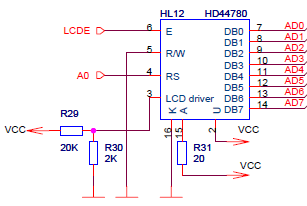 HL12 HD44780
LCDE 6 E DB0 7 AD0
DB1 8 AD1
5 R/W DB2 9 AD2
DB3 10 AD3
A0 4 RS DB4 11 AD4
DB5 12 AD5
3 LCD driver DB6 13 AD6
DB7 14 AD7
K A U
R29 16 15 2
VCC VCC
20K R30 R31
2K 20
VCC